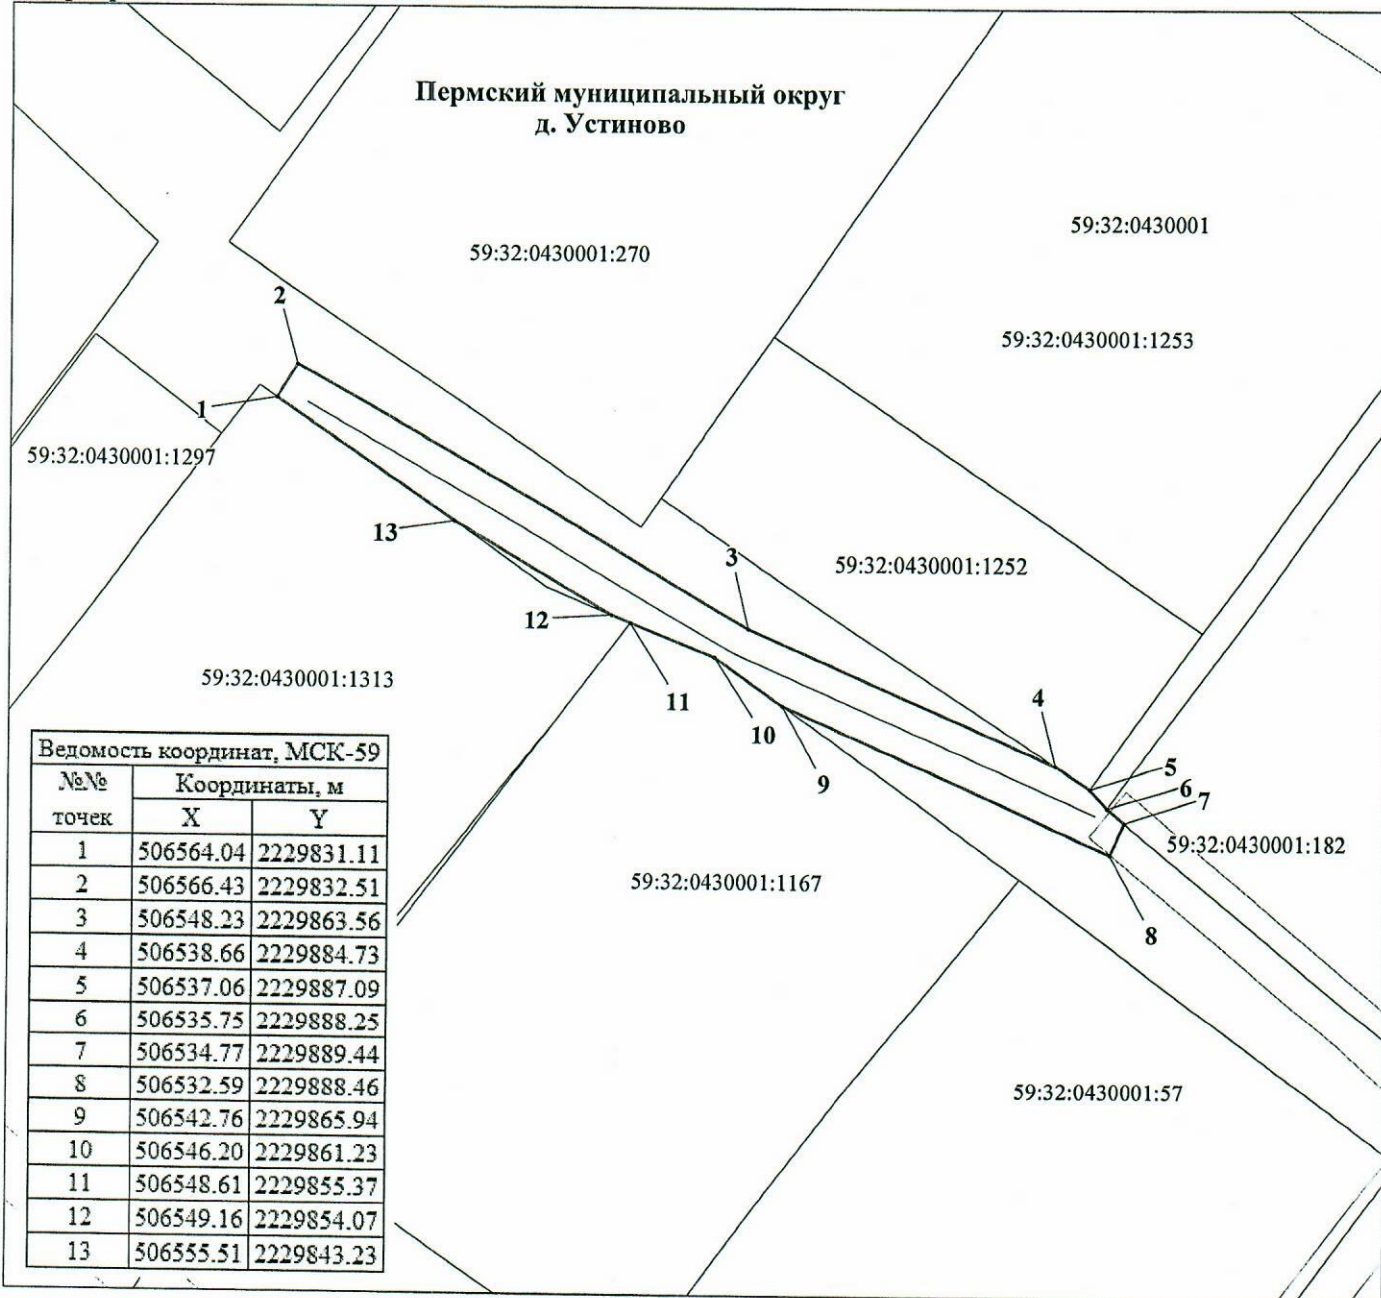 Пермский муниципальный округ
д. Устиново
59:32:0430001
59:32:0430001:270
2
59:32:0430001:1253
1
59:32:0430001:1297
13
3
59:32:0430001:1252
12
59:32:0430001:1313
11
4
10
5
9
6
7
59:32:0430001:182
59:32:0430001:1167
8
59:32:0430001:57
Ведомость координат, МСК-59
№№ точек Координаты, м
X Y
1 506564.04 2229831.11
2 506566.43 2229832.51
3 506548.23 2229863.56
4 506538.66 2229884.73
5 506537.06 2229887.09
6 506535.75 2229888.25
7 506534.77 2229889.44
8 506532.59 2229888.46
9 506542.76 2229865.94
10 506546.20 2229861.23
11 506548.61 2229855.37
12 506549.16 2229854.07
13 506555.51 2229843.23